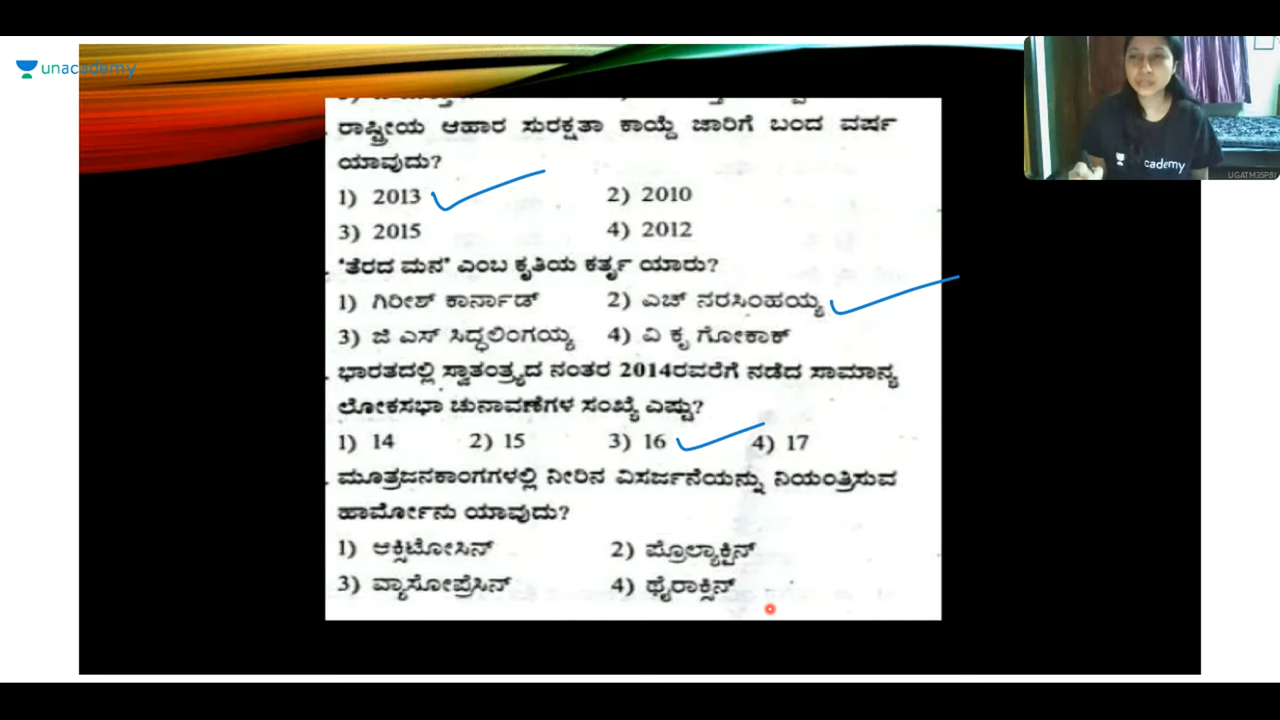 unacademy
ರಾಷ್ಟ್ರೀಯ ಆಹಾರ ಸುರಕ್ಷತಾ ಕಾಯ್ದೆ ಜಾರಿಗೆ ಬಂದ ವರ್ಷ
ಯಾವುದು?
1) 2013 2) 2010
3) 2015 4) 2012
'ತೆರದ ಮನ' ಎಂಬ ಕೃತಿಯ ಕರ್ತೃ ಯಾರು?
1) ಗಿರೀಶ್ ಕಾರ್ನಾಡ್ 2) ಎಚ್ ನರಸಿಂಹಯ್ಯ
3) ಜಿ ಎಸ್ ಸಿದ್ಧಲಿಂಗಯ್ಯ 4) ವಿ ಕೃ ಗೋಕಾಕ್
ಭಾರತದಲ್ಲಿ ಸ್ವಾತಂತ್ರ್ಯದ ನಂತರ 2014ರವರೆಗೆ ನಡೆದ ಸಾಮಾನ್ಯ
ಲೋಕಸಭಾ ಚುನಾವಣೆಗಳ ಸಂಖ್ಯೆ ಎಷ್ಟು?
1) 14 2) 15 3) 16 4) 17
ಮೂತ್ರಜನಕಾಂಗಗಳಲ್ಲಿ ನೀರಿನ ವಿಸರ್ಜನೆಯನ್ನು ನಿಯಂತ್ರಿಸುವ
ಹಾರ್ಮೋನು ಯಾವುದು?
1) ಆಕ್ಸಿಟೋಸಿನ್ 2) ಪ್ರೊಲ್ಯಾಕ್ಟಿನ್
3) ವ್ಯಾಸೋಪ್ರೆಸಿನ್ 4) ಥೈರಾಕ್ಸಿನ್
cademy
UGATM35P8I